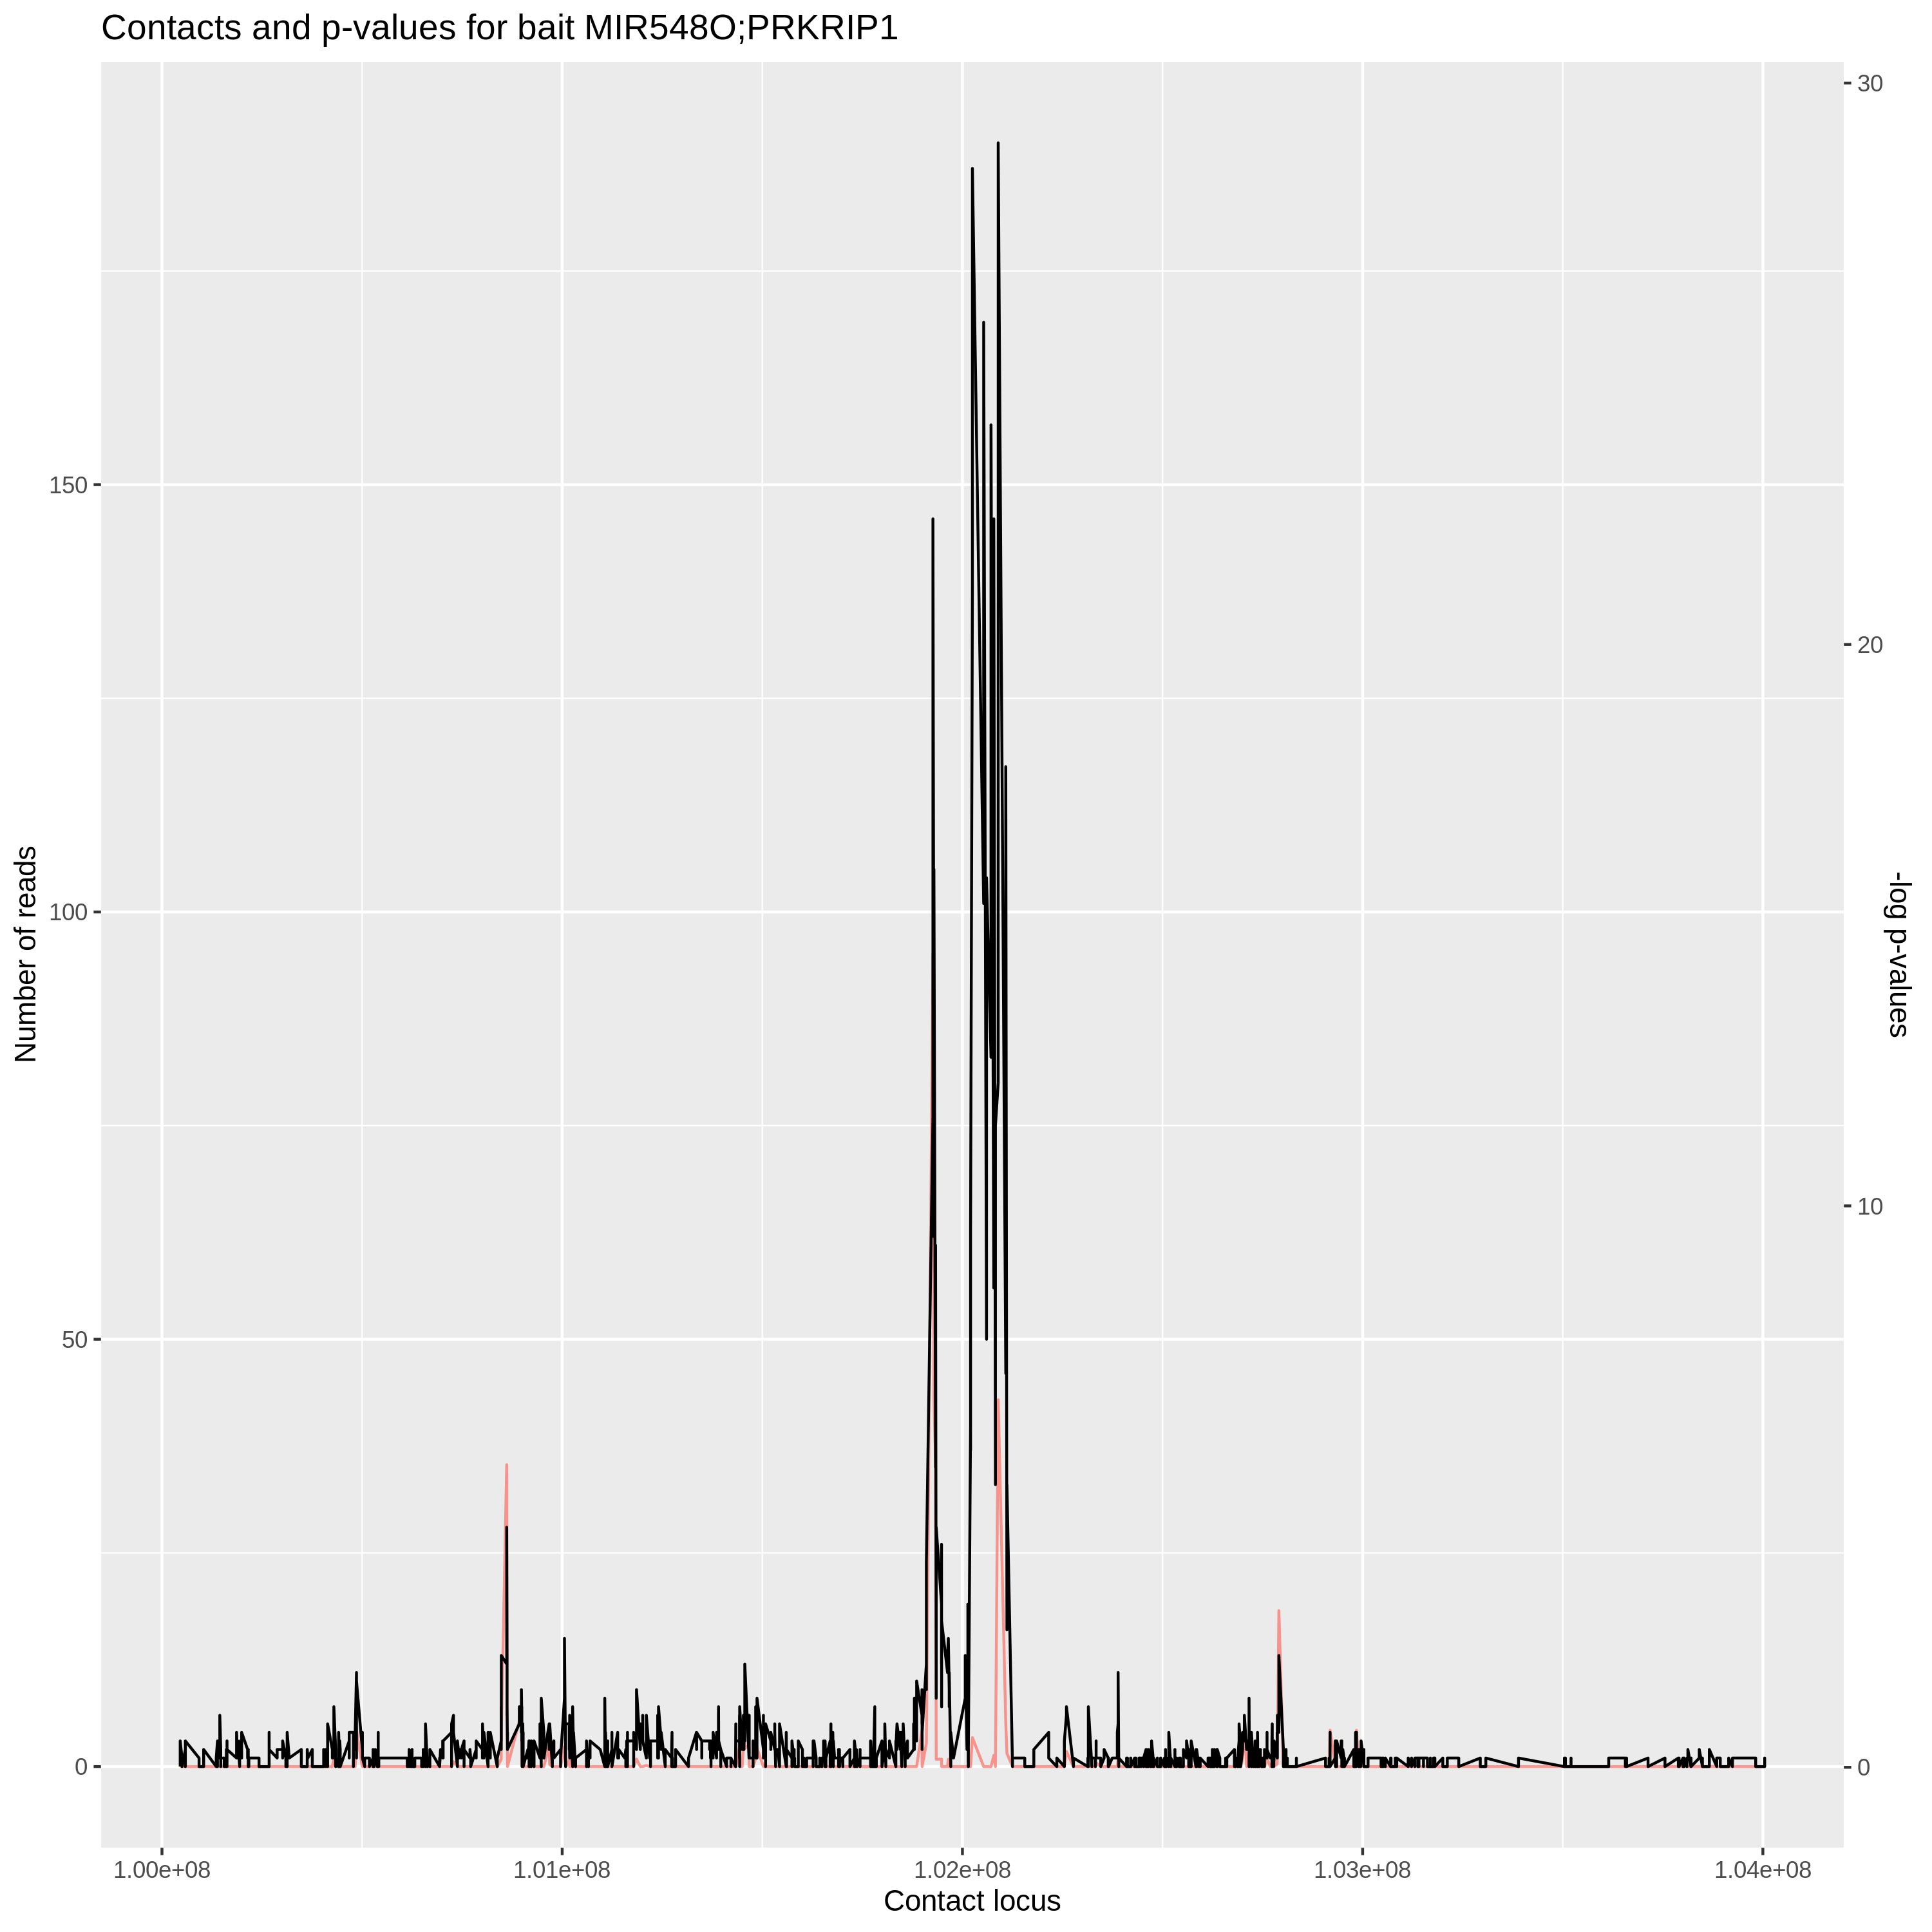 Contacts and p-values for bait MIR548O;PRKRIP1
30
150
20
Number of reads
-log p-values
100
10
50
0
0
1.00e+08 1.01e+08 1.02e+08 1.03e+08 1.04e+08
Contact locus